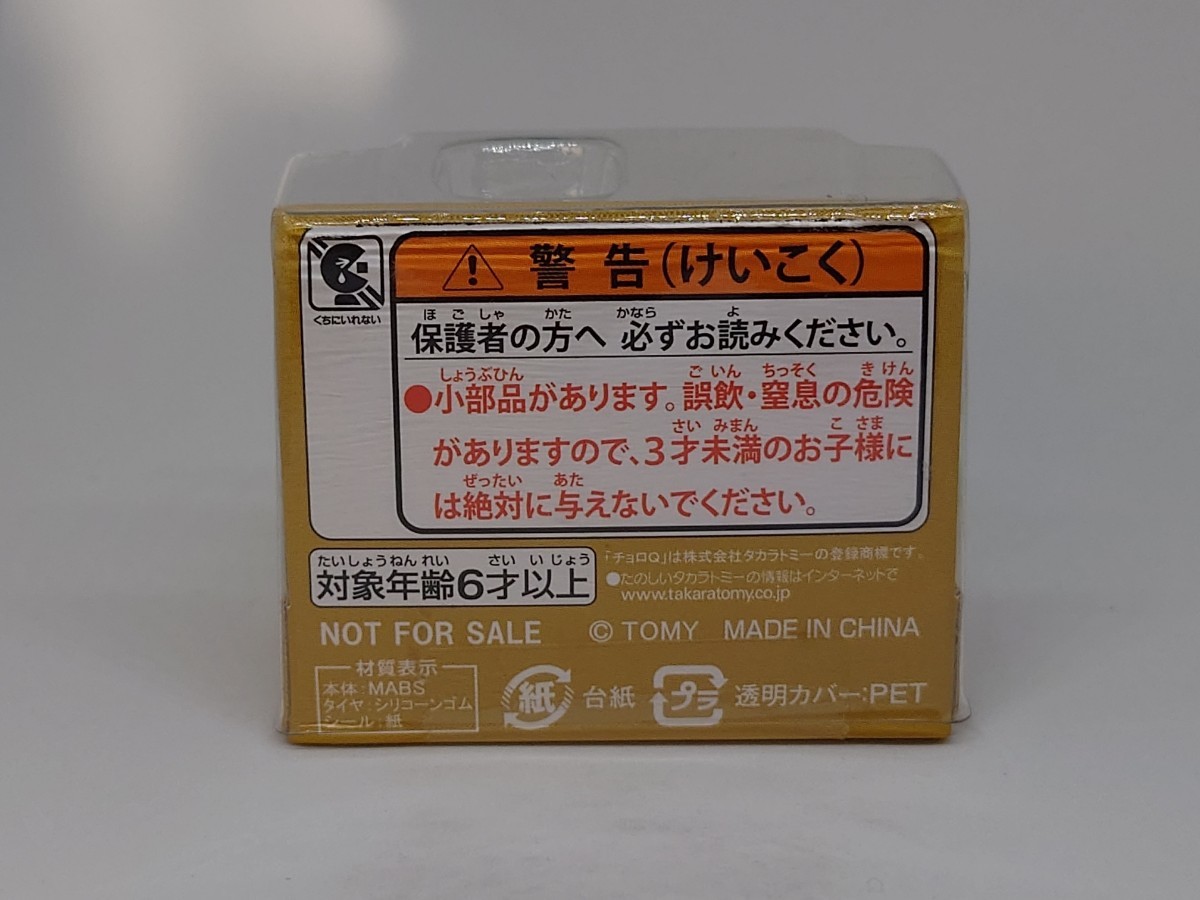 くちにいれない
警告(けいこく)
ほごしゃ かた かなら よ
保護者の方へ 必ずお読みください。
しょうぶひん ごいん ちっそく きけん
●小部品があります。誤飲・窒息の危険
さいみまん こさま
がありますので、3才未満のお子様に
ぜったい あた
は絶対に与えないでください。
たいしょうねんれい さいいじょう
対象年齢6才以上
「チョロQ」は株式会社タカラトミーの登録商標です。
●たのしいタカラトミーの情報はインターネットで
www.takaratomy.co.jp
NOT FOR SALE © TOMY MADE IN CHINA
材質表示
本体:MABS
タイヤ:シリコーンゴム
シール:紙
紙 台紙 プラ 透明カバー:PET